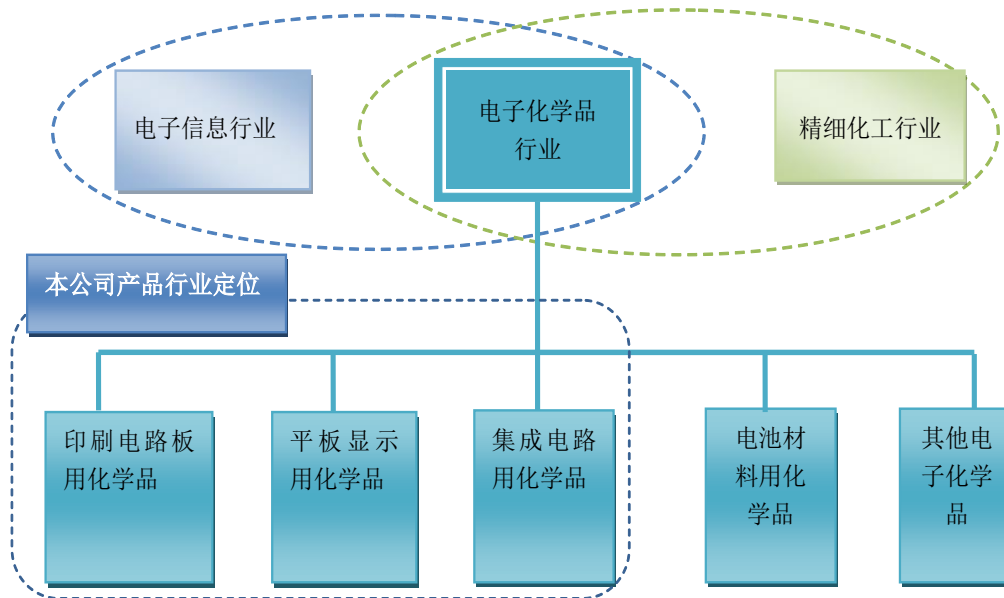 电子信息行业
电子化学品
行业
精细化工行业
本公司产品行业定位
印刷电路板
用化学品
平板显示
用化学品
集成电路
用化学品
电池材
料用化
学品
其他电
子化学
品